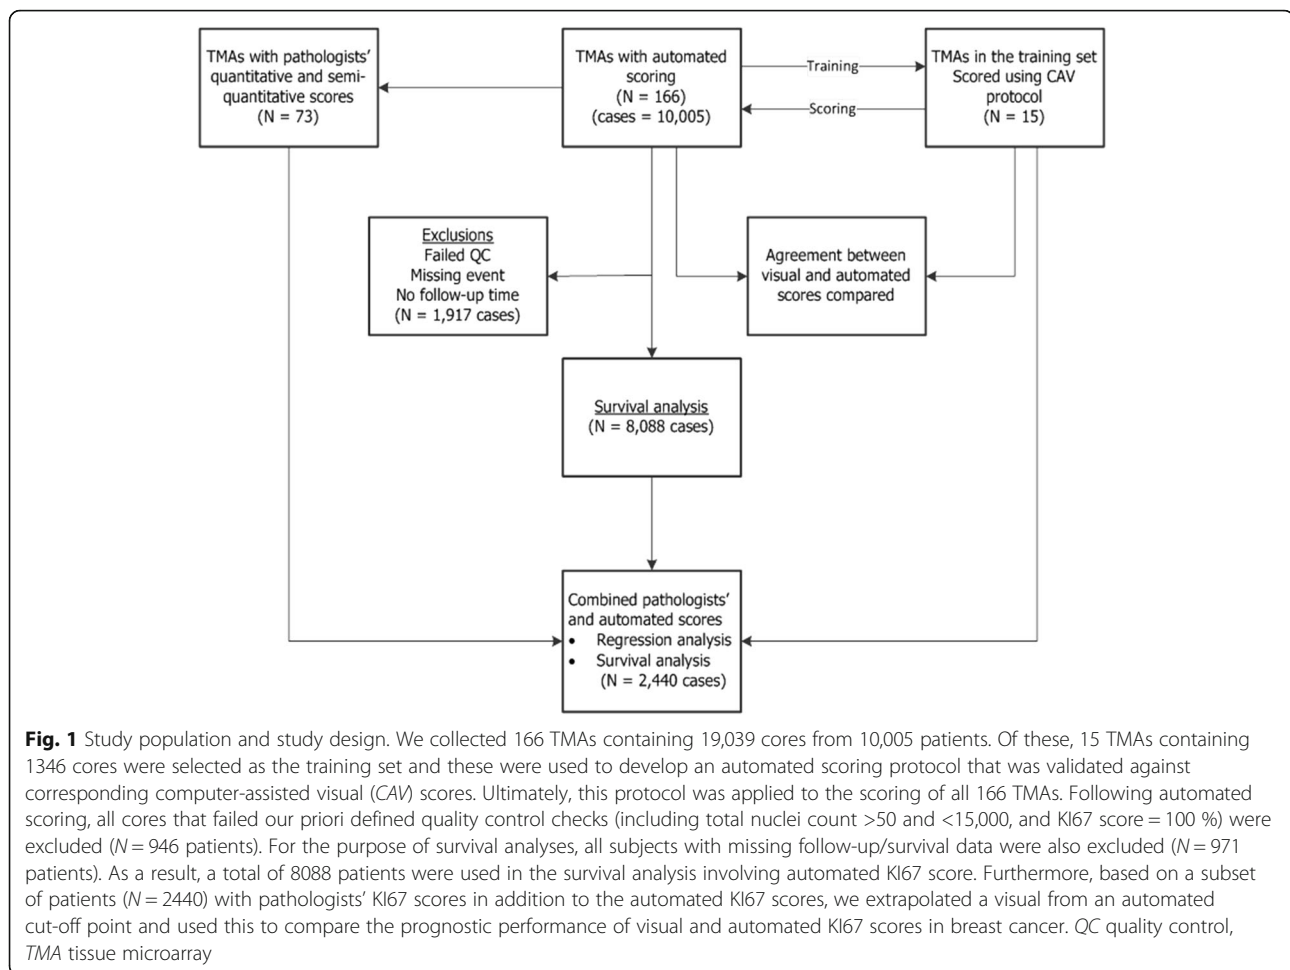 TMAs with pathologists'
quantitative and semi-
quantitative scores
(N = 73)
TMAs with automated
scoring
(N = 166)
(cases = 10,005)
Training
Scoring
TMAs in the training set
Scored using CAV
protocol
(N = 15)
Exclusions
Failed QC
Missing event
No follow-up time
(N = 1,917 cases)
Agreement between
visual and automated
scores compared
Survival analysis
(N = 8,088 cases)
Combined pathologists'
and automated scores
• Regression analysis
• Survival analysis
(N = 2,440 cases)
Fig. 1 Study population and study design. We collected 166 TMAs containing 19,039 cores from 10,005 patients. Of these, 15 TMAs containing
1346 cores were selected as the training set and these were used to develop an automated scoring protocol that was validated against
corresponding computer-assisted visual (CAV) scores. Ultimately, this protocol was applied to the scoring of all 166 TMAs. Following automated
scoring, all cores that failed our priori defined quality control checks (including total nuclei count >50 and <15,000, and KI67 score = 100 %) were
excluded (N = 946 patients). For the purpose of survival analyses, all subjects with missing follow-up/survival data were also excluded (N = 971
patients). As a result, a total of 8088 patients were used in the survival analysis involving automated KI67 score. Furthermore, based on a subset
of patients (N = 2440) with pathologists' KI67 scores in addition to the automated KI67 scores, we extrapolated a visual from an automated
cut-off point and used this to compare the prognostic performance of visual and automated KI67 scores in breast cancer. QC quality control,
TMA tissue microarray